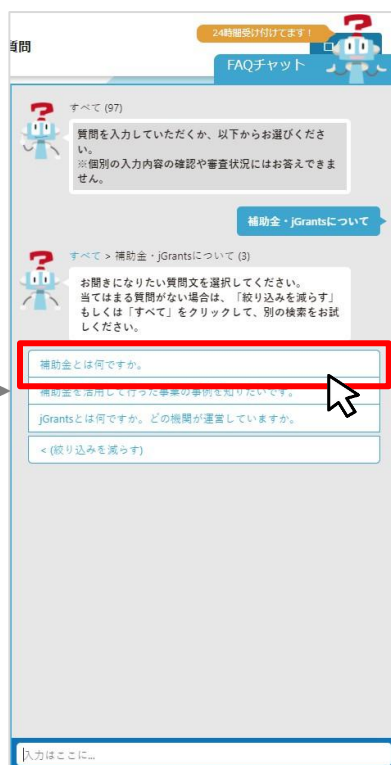 質問
24時間受け付けてます！
ロ
FAQチャット
すべて (97)
質問を入力していただくか、以下からお選びくださ
い。
※個別の入力内容の確認や審査状況にはお答えできま
せん。
補助金・jGrantsについて
すべて > 補助金・jGrantsについて (3)
お聞きになりたい質問文を選択してください。
当てはまる質問がない場合は、「絞り込みを減らす」
もしくは「すべて」をクリックして、別の検索をお試
しください。
補助金とは何ですか。
補助金を活用して行った事業の事例を知りたいです。
jGrantsとは何ですか。どの機関が運営していますか。
< (絞り込みを減らす)
入力はここに...